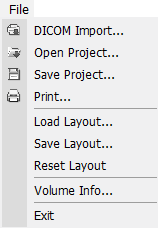 File
DICOM Import...
Open Project...
Save Project...
Print...
Load Layout...
Save Layout...
Reset Layout
Volume Info...
Exit